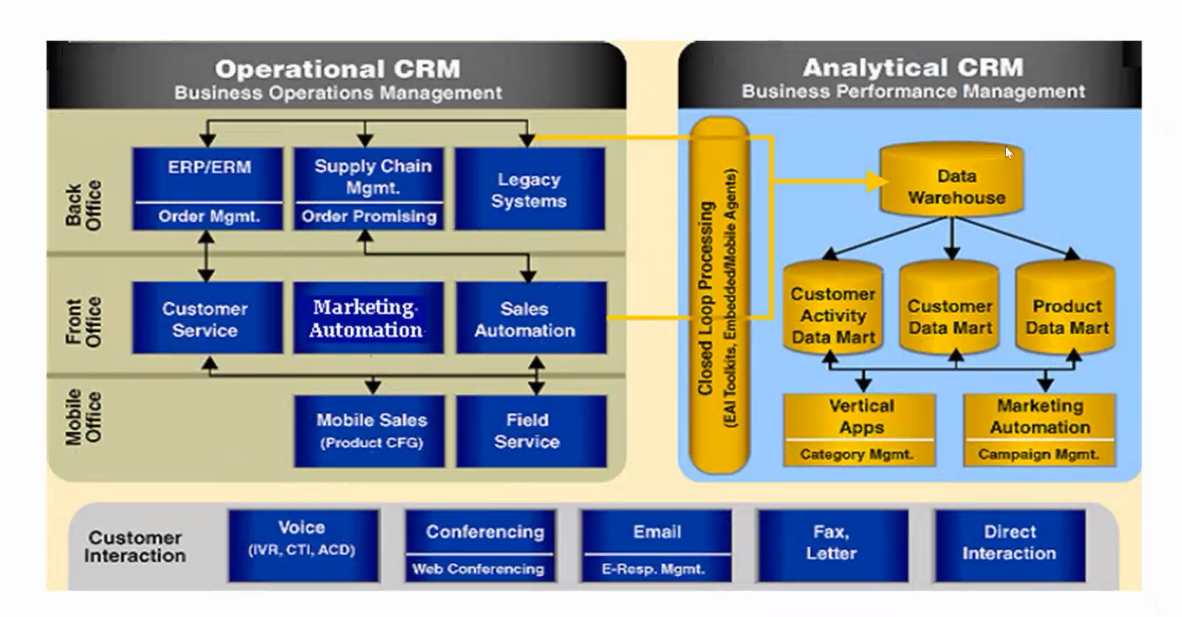 Operational CRM
Business Operations Management
Analytical CRM
Business Performance Management
Back
Office
ERP/ERM
Order Mgmt.
Supply Chain
Mgmt.
Order Promising
Legacy
Systems
Front
Office
Customer
Service
Marketing
Automation
Sales
Automation
Mobile
Office
Mobile Sales
(Product CFG)
Field
Service
Closed Loop Processing
(EAI Toolkits, Embedded/Mobile Agents)
Data
Warehouse
Customer
Activity
Data Mart
Customer
Data Mart
Product
Data Mart
Vertical
Apps
Category Mgmt.
Marketing
Automation
Campaign Mgmt.
Customer
Interaction
Voice
(IVR, CTI, ACD)
Conferencing
Web Conferencing
Email
E-Resp. Mgmt.
Fax,
Letter
Direct
Interaction